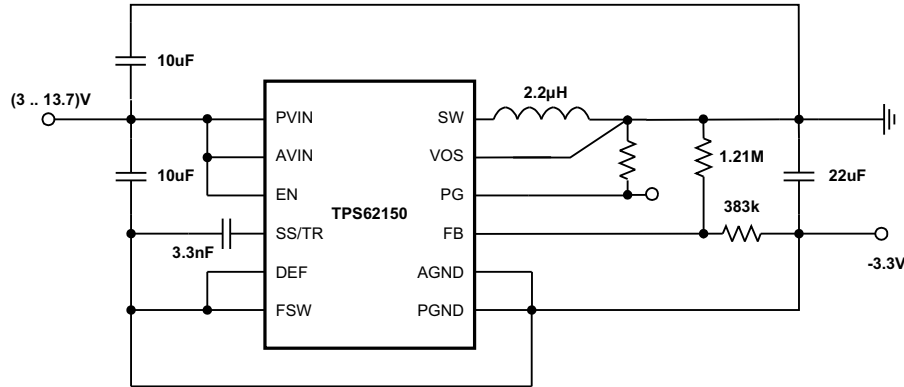 10uF
(3 .. 13.7)V
2.2µH
PVIN
SW
AVIN
VOS
1.21M
10uF
22uF
EN
PG
TPS62150
383k
SS/TR
FB
3.3nF
-3.3V
DEF
AGND
FSW
PGND